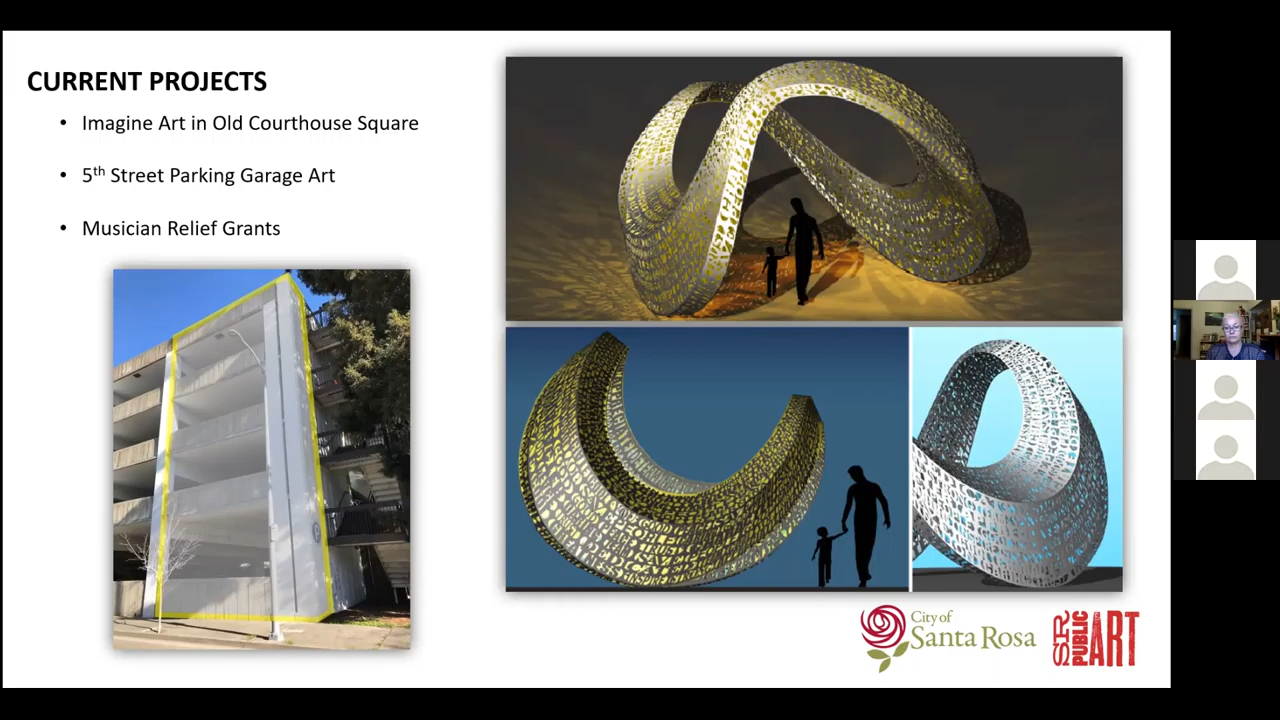 CURRENT PROJECTS
• Imagine Art in Old Courthouse Square
• 5th Street Parking Garage Art
• Musician Relief Grants
City of
Santa Rosa
SR
PUBLIC
ART